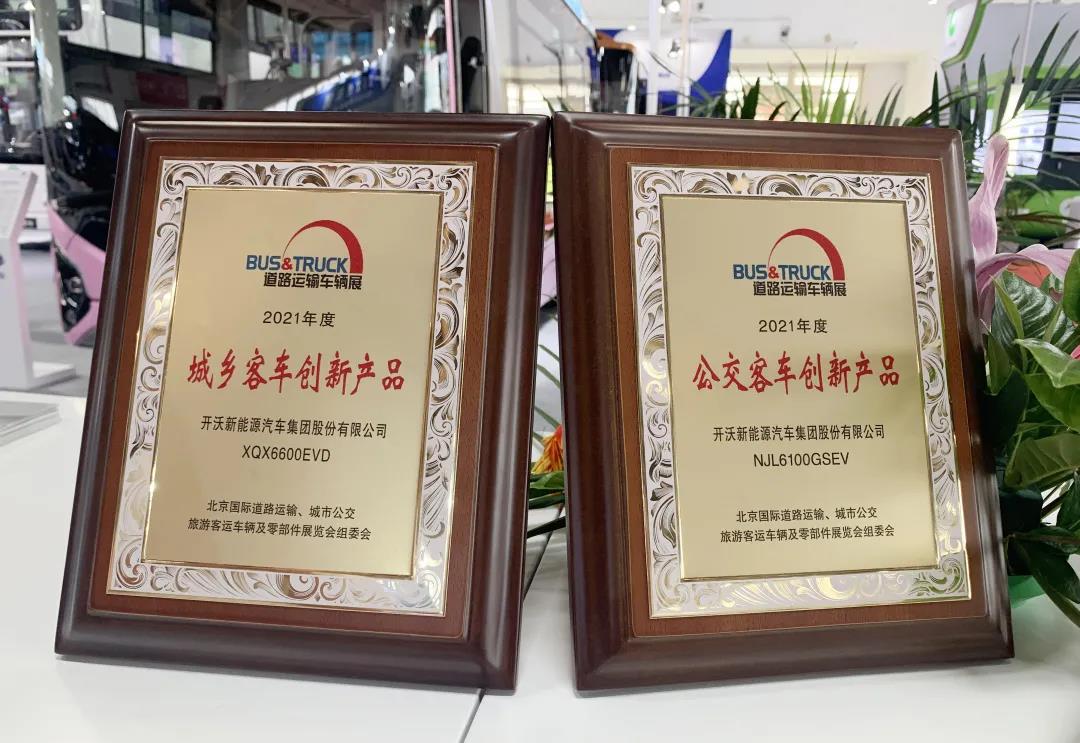 BUS&TRUCK
道路运输车辆展
2021年度
城乡客车创新产品
开沃新能源汽车集团股份有限公司
XQX6600EVD
北京国际道路运输、城市公交
旅游客运车辆及零部件展览会组委会
BUS&TRUCK
道路运输车辆展
2021年度
公交客车创新产品
开沃新能源汽车集团股份有限公司
NJL6100GSEV
北京国际道路运输、城市公交
旅游客运车辆及零部件展览会组委会